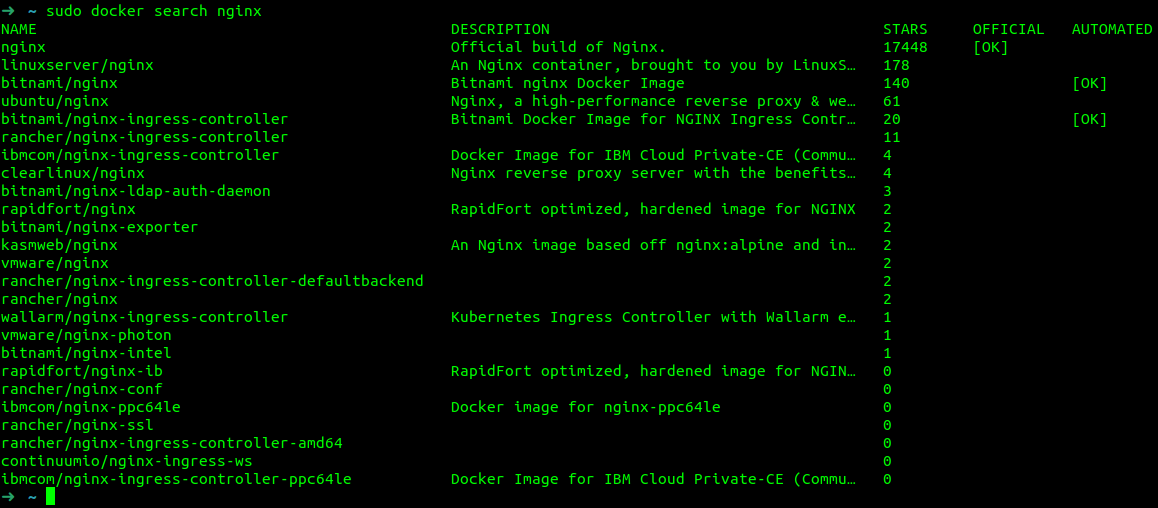 ➜  ~ sudo docker search nginx
NAME                                              DESCRIPTION                                     STARS     OFFICIAL   AUTOMATED
nginx                                             Official build of Nginx.                        17448     [OK]
linuxserver/nginx                                 An Nginx container, brought to you by LinuxS…   178
bitnami/nginx                                     Bitnami nginx Docker Image                      140                  [OK]
ubuntu/nginx                                      Nginx, a high-performance reverse proxy & we…   61
bitnami/nginx-ingress-controller                  Bitnami Docker Image for NGINX Ingress Contr…   20                   [OK]
rancher/nginx-ingress-controller                                                                  11
ibmcom/nginx-ingress-controller                   Docker Image for IBM Cloud Private-CE (Commu…   4
clearlinux/nginx                                  Nginx reverse proxy server with the benefits…   4
bitnami/nginx-ldap-auth-daemon                                                                    3
rapidfort/nginx                                   RapidFort optimized, hardened image for NGINX   2
bitnami/nginx-exporter                                                                            2
kasmweb/nginx                                     An Nginx image based off nginx:alpine and in…   2
vmware/nginx                                                                                      2
rancher/nginx-ingress-controller-defaultbackend                                                   2
rancher/nginx                                                                                     2
wallarm/nginx-ingress-controller                  Kubernetes Ingress Controller with Wallarm e…   1
vmware/nginx-photon                                                                               1
bitnami/nginx-intel                                                                               1
rapidfort/nginx-ib                                RapidFort optimized, hardened image for NGIN…   0
rancher/nginx-conf                                                                                0
ibmcom/nginx-ppc64le                              Docker image for nginx-ppc64le                  0
rancher/nginx-ssl                                                                                 0
rancher/nginx-ingress-controller-amd64                                                            0
continuumio/nginx-ingress-ws                                                                      0
ibmcom/nginx-ingress-controller-ppc64le           Docker Image for IBM Cloud Private-CE (Commu…   0
➜  ~